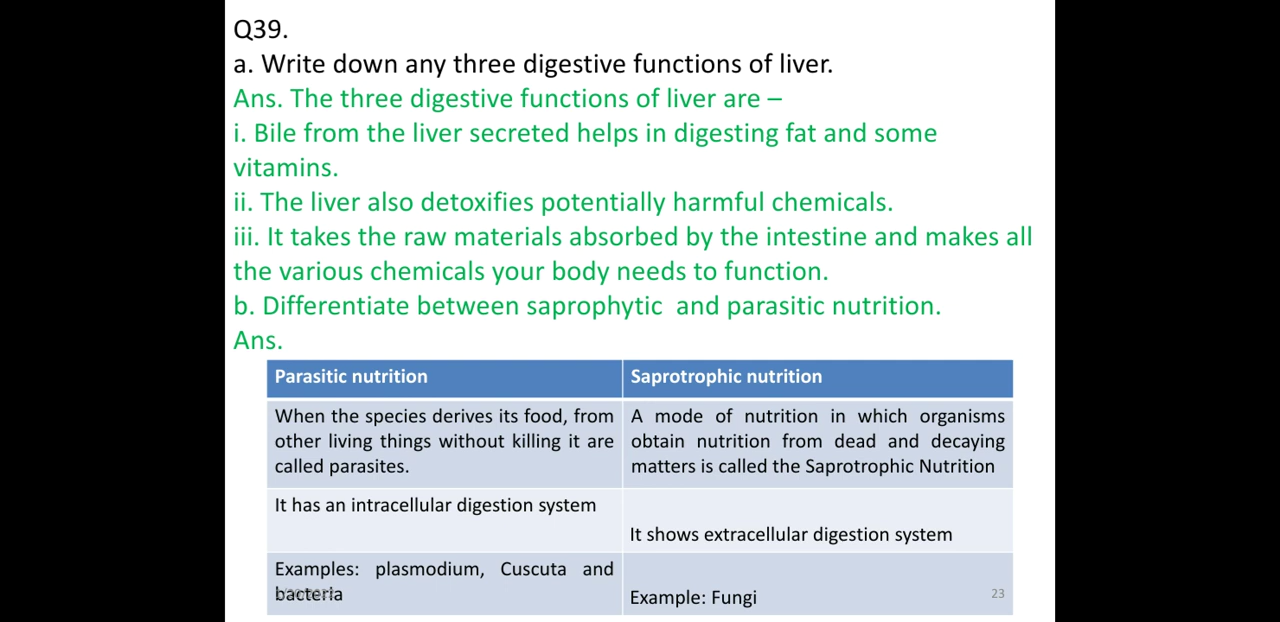 Q39.
a. Write down any three digestive functions of liver.
Ans. The three digestive functions of liver are –
i. Bile from the liver secreted helps in digesting fat and some
vitamins.
ii. The liver also detoxifies potentially harmful chemicals.
iii. It takes the raw materials absorbed by the intestine and makes all
the various chemicals your body needs to function.
b. Differentiate between saprophytic  and parasitic nutrition.
Ans.
Parasitic nutrition
Saprotrophic nutrition
When the species derives its food, from
other living things without killing it are
called parasites.
A mode of nutrition in which organisms
obtain nutrition from dead and decaying
matters is called the Saprotrophic Nutrition
It has an intracellular digestion system
It shows extracellular digestion system
Examples: plasmodium, Cuscuta and
bacteria
Example: Fungi
23